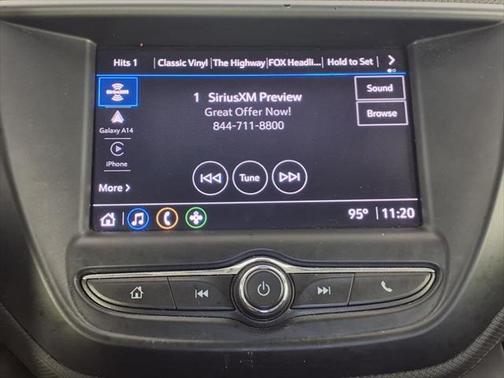 Hits 1 | Classic Vinyl | The Highway | FOX Headli... | Hold to Set | >
1 SiriusXM Preview
Great Offer Now!
844-711-8800
Sound
Browse
Galaxy A14
iPhone
More >
Tune
95° | 11:20